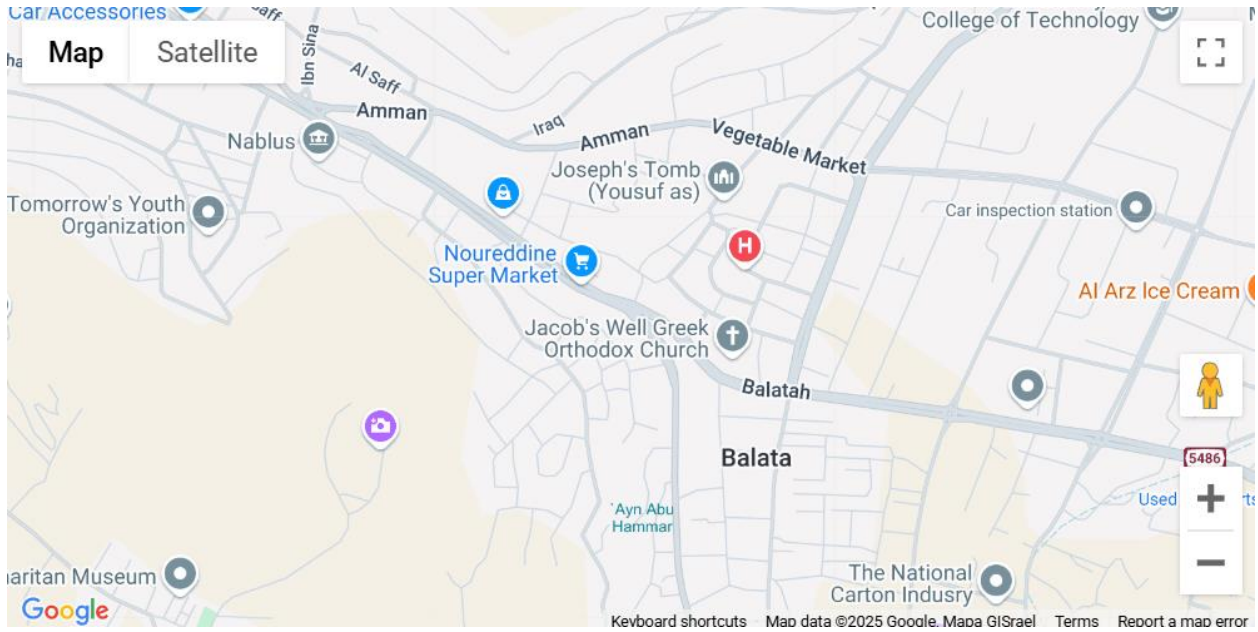 Car Accessories
College of Technology
Map
Satellite
Ibn Sina
Al Saff
Saff
Amman
Iraq
Amman
Vegetable Market
Nablus
Joseph's Tomb
(Yousuf as)
Tomorrow's Youth
Organization
Car inspection station
Noureddine
Super Market
H
Al Arz Ice Cream
Jacob's Well Greek
Orthodox Church
Balatah
Balata
5486
`Ayn Abu
Hammar
Used
aritan Museum
The National
Carton Indusry
Google
Keyboard shortcuts Map data ©2025 Google, Mapa GISrael Terms Report a map error